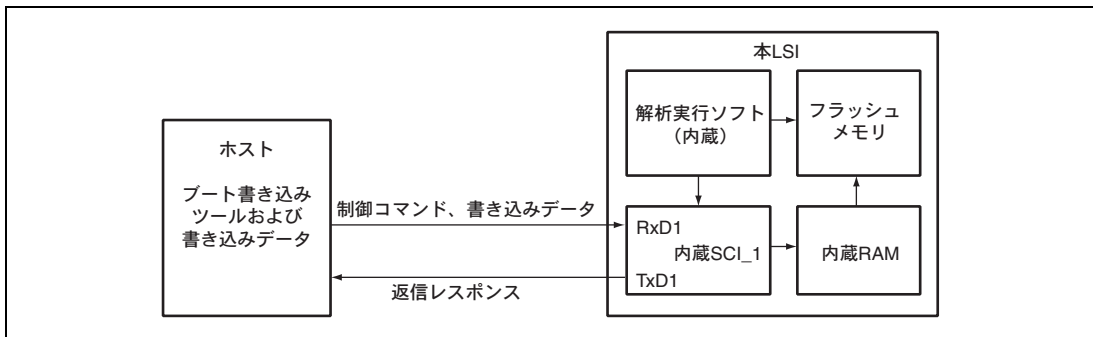 ホスト
ブート書き込み
ツールおよび
書き込みデータ
制御コマンド、書き込みデータ
返信レスポンス
本LSI
解析実行ソフト
（内蔵）
フラッシュ
メモリ
RxD1
内蔵SCI_1
TxD1
内蔵RAM